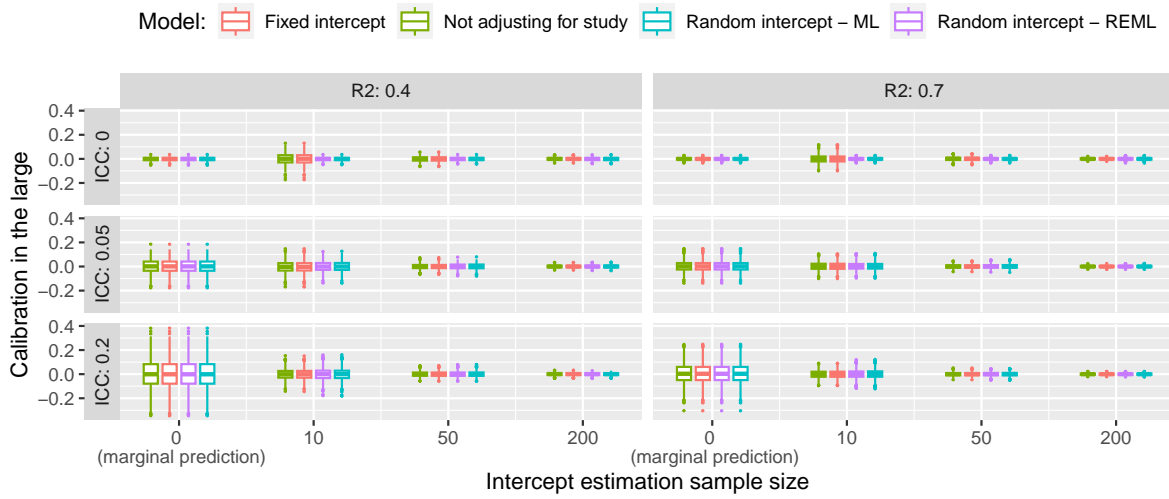 Model: Fixed intercept Not adjusting for study Random intercept – ML Random intercept – REML
R2: 0.4 R2: 0.7
Calibration in the large
ICC: 0
0.4
0.2
0.0
−0.2
ICC: 0.05
0.4
0.2
0.0
−0.2
ICC: 0.2
0.4
0.2
0.0
−0.2
0 10 50 200 0 10 50 200
(marginal prediction) (marginal prediction)
Intercept estimation sample size